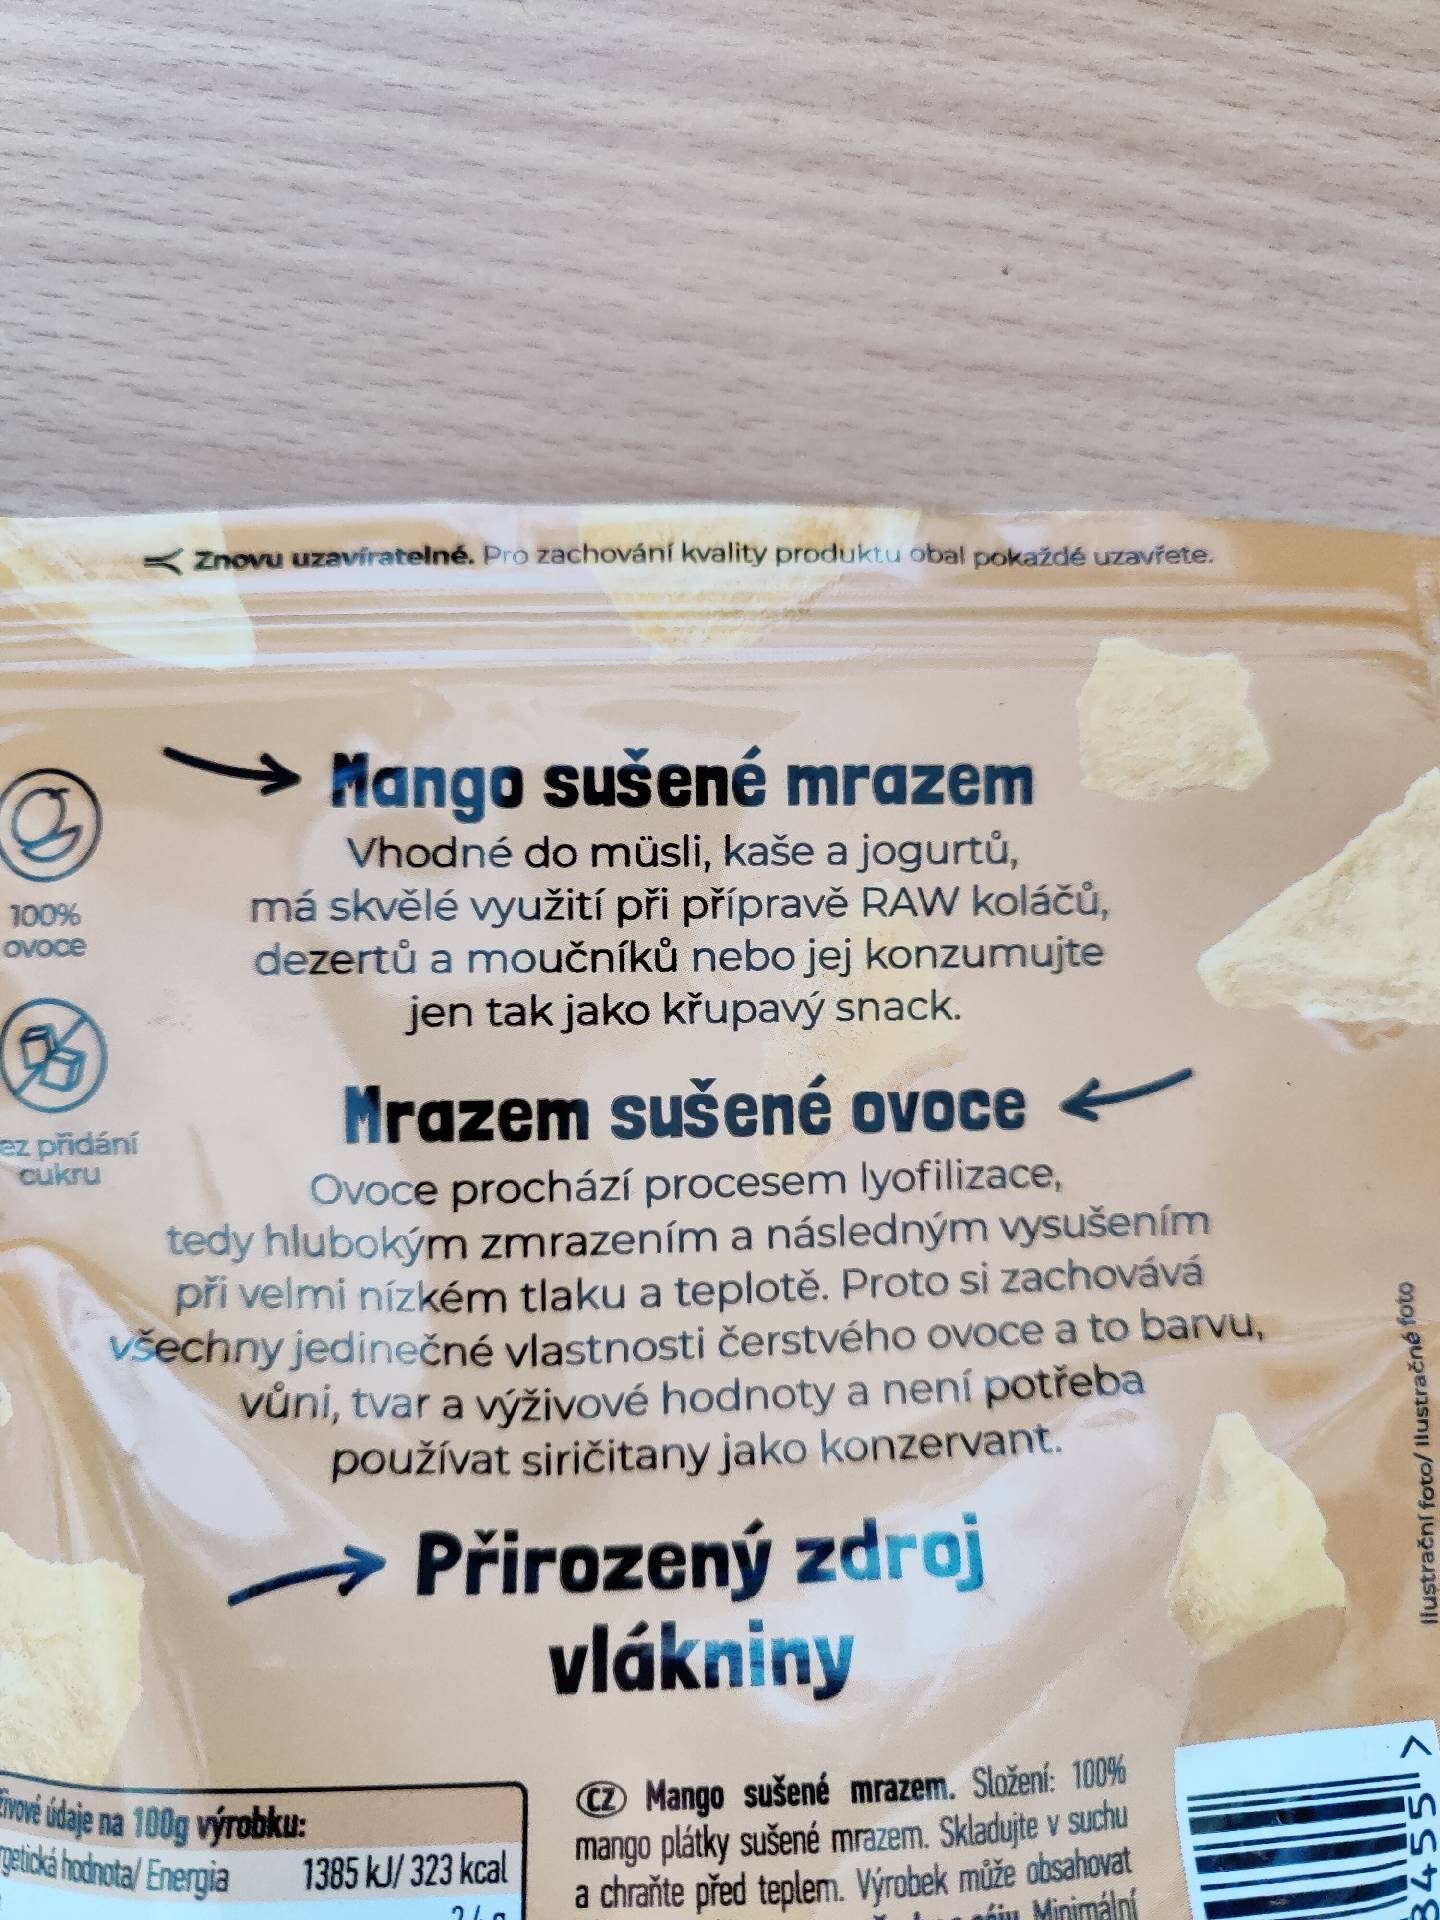 Znovu uzavíratelné. Pro zachování kvality produktu obal pokaždé uzavřete.
Mango sušené mrazem
Vhodné do müsli, kaše a jogurtů,
má skvělé využití při přípravě RAW koláčů,
dezertů a moučníků nebo jej konzumujte
jen tak jako křupavý snack.
100%
ovoce
přidání
cukru
Mrazem sušené ovoce
Ovoce prochází procesem lyofilizace,
tedy hlubokým zmrazením a následným vysušením
při velmi nízkém tlaku a teplotě. Proto si zachovává
všechny jedinečné vlastnosti čerstvého ovoce a to barvu,
vůni, tvar a výživové hodnoty a není potřeba
používat siričitany jako konzervant.
Přirozený zdroj
vlákniny
údaje na 100g výrobku:
hodnota/ Energia 1385 kJ/ 323 kcal
CZ Mango sušené mrazem. Složení: 100%
mango plátky sušené mrazem. Skladujte v suchu
a chraňte před teplem. Výrobek může obsahovat
Minimální
Ilustrační foto/ Ilustračné foto